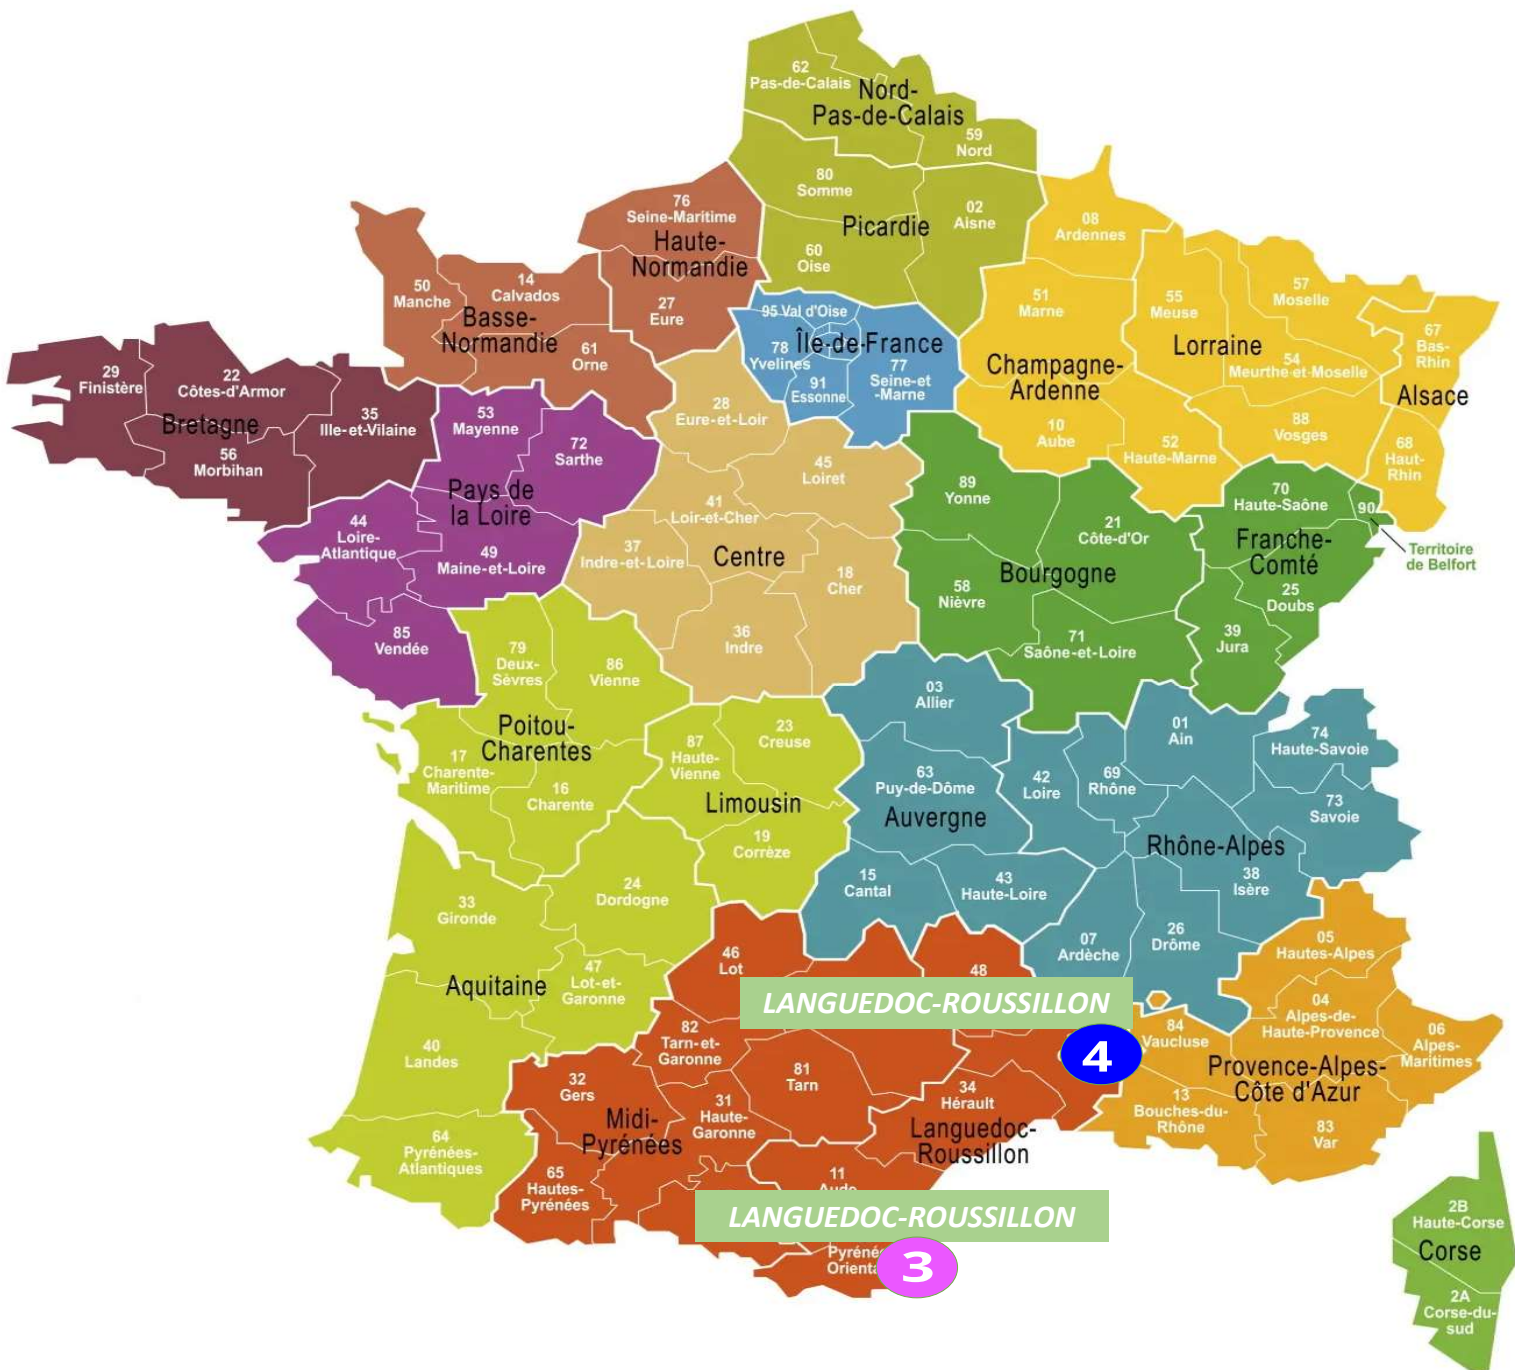 62
Pas-de-Calais
Nord-
Pas-de-Calais
59
Nord
80
Somme
02
Aisne
Picardie
60
Oise
76
Seine-Maritime
Haute-
Normandie
27
Eure
50
Manche
14
Calvados
Basse-
Normandie
61
Orne
08
Ardennes
51
Marne
Champagne-
Ardenne
10
Aube
52
Haute-Marne
55
Meuse
57
Moselle
Lorraine
54
Meurthe-et-Moselle
88
Vosges
67
Bas-
Rhin
Alsace
68
Haut-
Rhin
95 Val d'Oise
Île-de-France
78
Yvelines
91
Essonne
77
Seine-et
-Marne
29
Finistère
22
Côtes-d'Armor
Bretagne
35
Ille-et-Vilaine
56
Morbihan
53
Mayenne
72
Sarthe
Pays de
la Loire
44
Loire-
Atlantique
49
Maine-et-Loire
85
Vendée
28
Eure-et-Loir
45
Loiret
41
Loir-et-Cher
37
Indre-et-Loire
Centre
18
Cher
36
Indre
89
Yonne
21
Côte-d'Or
Bourgogne
58
Nièvre
71
Saône-et-Loire
70
Haute-Saône
90
Territoire
de Belfort
Franche-
Comté
25
Doubs
39
Jura
79
Deux-
Sèvres
86
Vienne
Poitou-
Charentes
17
Charente-
Maritime
16
Charente
87
Haute-
Vienne
23
Creuse
Limousin
19
Corrèze
03
Allier
63
Puy-de-Dôme
Auvergne
15
Cantal
43
Haute-Loire
01
Ain
74
Haute-Savoie
42
Loire
69
Rhône
73
Savoie
Rhône-Alpes
38
Isère
07
Ardèche
26
Drôme
24
Dordogne
33
Gironde
47
Lot-et-
Garonne
Aquitaine
40
Landes
64
Pyrénées-
Atlantiques
46
Lot
48
LANGUEDOC-ROUSSILLON
4
82
Tarn-et-
Garonne
81
Tarn
32
Gers
31
Haute-
Garonne
Midi-
Pyrénées
65
Hautes-
Pyrénées
34
Hérault
Languedoc-
Roussillon
11
Aude
LANGUEDOC-ROUSSILLON
3
05
Hautes-Alpes
04
Alpes-de-
Haute-Provence
06
Alpes-
Maritimes
84
Vaucluse
Provence-Alpes-
Côte d'Azur
13
Bouches-du-
Rhône
83
Var
2B
Haute-Corse
Corse
2A
Corse-du-
sud